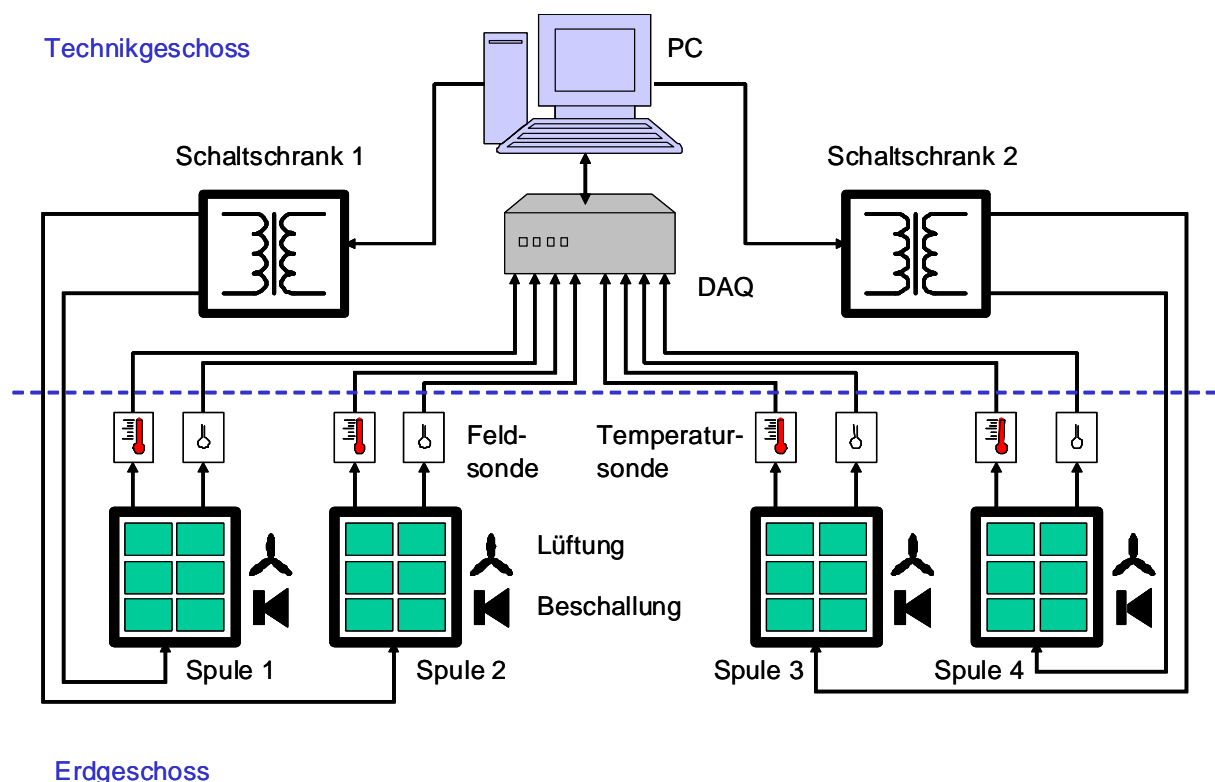 Technikgeschoss
PC
Schaltschrank 1
Schaltschrank 2
DAQ
Feld-
sonde
Temperatur-
sonde
Lüftung
Beschallung
Spule 1
Spule 2
Spule 3
Spule 4
Erdgeschoss